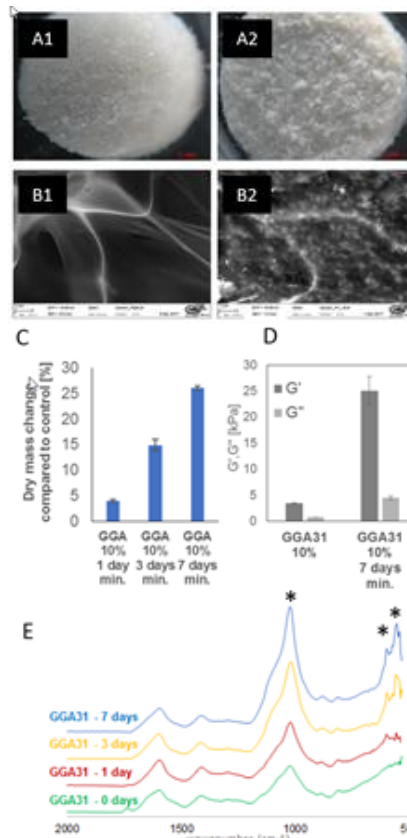 A1
A2
B1
B2
C
D
Dry mass change
compared to control [%]
30
25
20
15
10
5
0
GGA
10%
1 day
min.
GGA
10%
3 days
min.
GGA
10%
7 days
min.
G',G" [kPa]
30
25
20
15
10
5
0
G'
G"
GGA31
10%
GGA31
10%
7 days
min.
E
*
*
*
GGA31 - 7 days
GGA31 - 3 days
GGA31 - 1 day
GGA31 - 0 days
2000
1500
1000
5